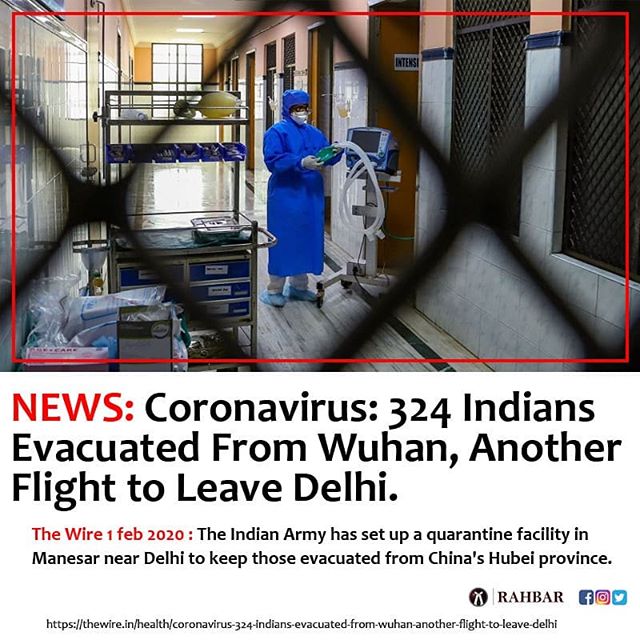 INTENSI
NEWS: Coronavirus: 324 Indians
Evacuated From Wuhan, Another
Flight to Leave Delhi.
The Wire 1 feb 2020 : The Indian Army has set up a quarantine facility in
Manesar near Delhi to keep those evacuated from China's Hubei province.
RAHBAR
https://thewire.in/health/coronavirus-324-indians-evacuated-from-wuhan-another-flight-to-leave-delhi